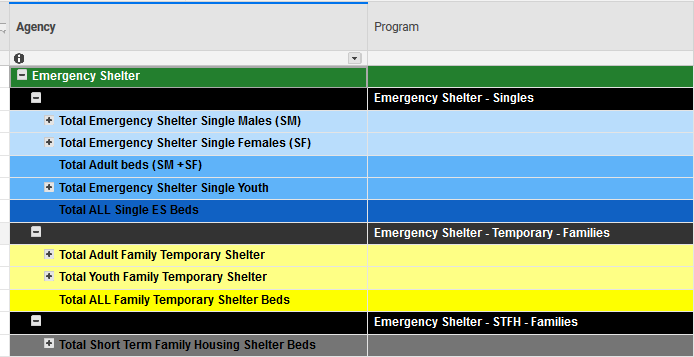 Agency Program
Emergency Shelter
Emergency Shelter - Singles
Total Emergency Shelter Single Males (SM)
Total Emergency Shelter Single Females (SF)
Total Adult beds (SM +SF)
Total Emergency Shelter Single Youth
Total ALL Single ES Beds
Emergency Shelter - Temporary - Families
Total Adult Family Temporary Shelter
Total Youth Family Temporary Shelter
Total ALL Family Temporary Shelter Beds
Emergency Shelter - STFH - Families
Total Short Term Family Housing Shelter Beds